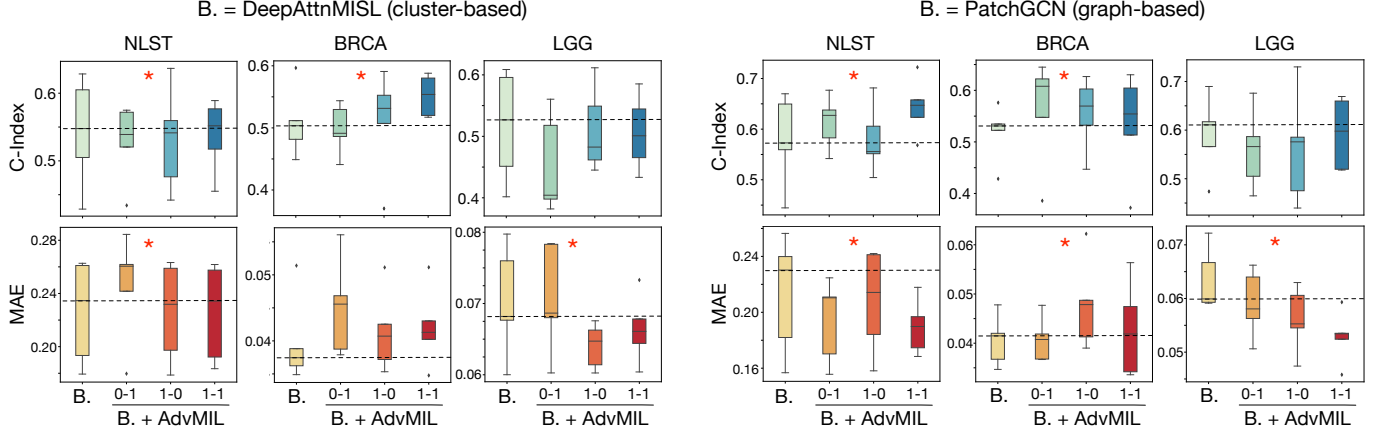 B. = DeepAttnMISL (cluster-based)
B. = PatchGCN (graph-based)
NLST
BRCA
LGG
NLST
BRCA
LGG
C-Index
0.6
0.5
0.6
0.5
0.4
0.6
0.5
0.4
C-Index
0.7
0.6
0.5
0.6
0.5
0.4
0.7
0.6
0.5
*
*
*
*
MAE
0.28
0.24
0.20
0.05
0.04
0.08
0.07
0.06
MAE
0.24
0.20
0.16
0.06
0.05
0.04
0.07
0.06
0.05
*
*
*
*
*
B. 0-1 1-0 1-1
B. + AdvMIL
B. 0-1 1-0 1-1
B. + AdvMIL
B. 0-1 1-0 1-1
B. + AdvMIL
B. 0-1 1-0 1-1
B. + AdvMIL
B. 0-1 1-0 1-1
B. + AdvMIL
B. 0-1 1-0 1-1
B. + AdvMIL